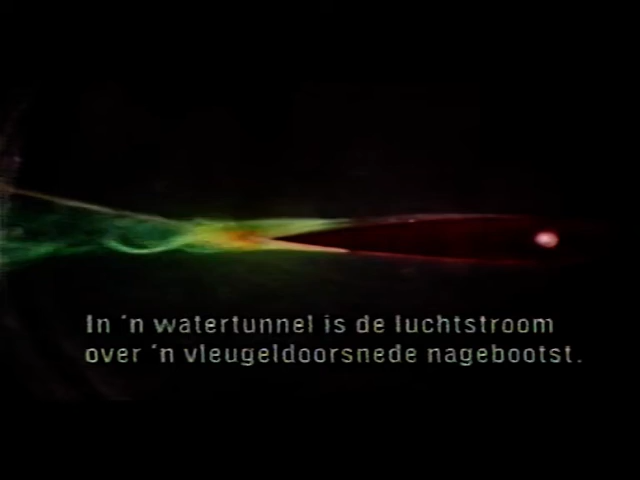 In 'n watertunnel is de luchtstroom
over 'n vleugeldoorsnede nagebootst.